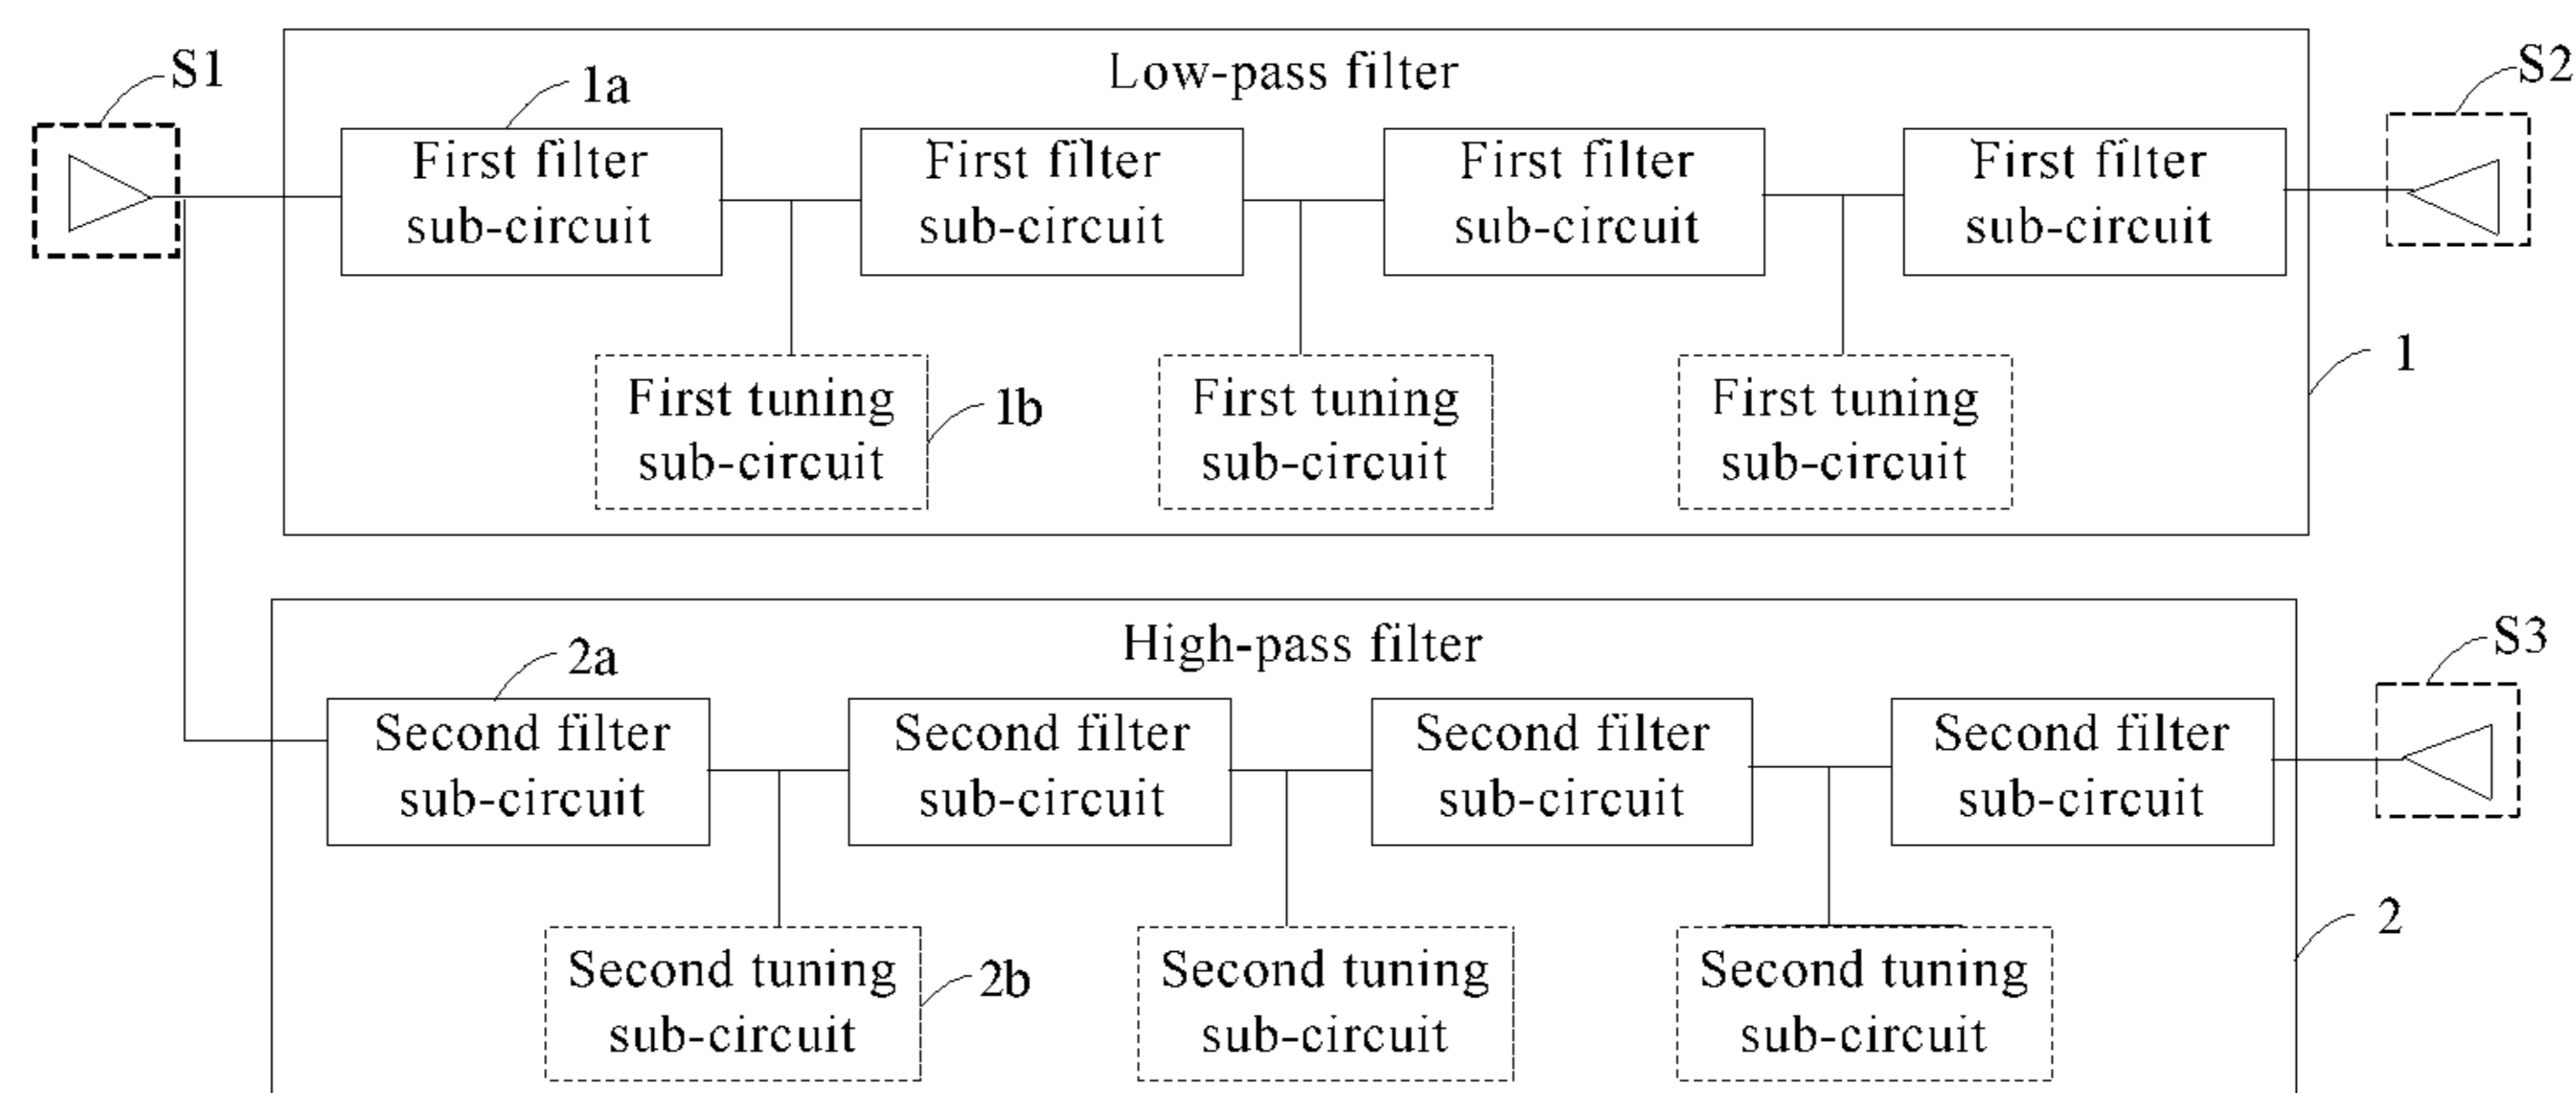 S1
Low-pass filter
S2
1a
First filter
sub-circuit
First filter
sub-circuit
First filter
sub-circuit
First filter
sub-circuit
First tuning
sub-circuit
1b
First tuning
sub-circuit
First tuning
sub-circuit
1
High-pass filter
S3
2a
Second filter
sub-circuit
Second filter
sub-circuit
Second filter
sub-circuit
Second filter
sub-circuit
Second tuning
sub-circuit
2b
Second tuning
sub-circuit
Second tuning
sub-circuit
2